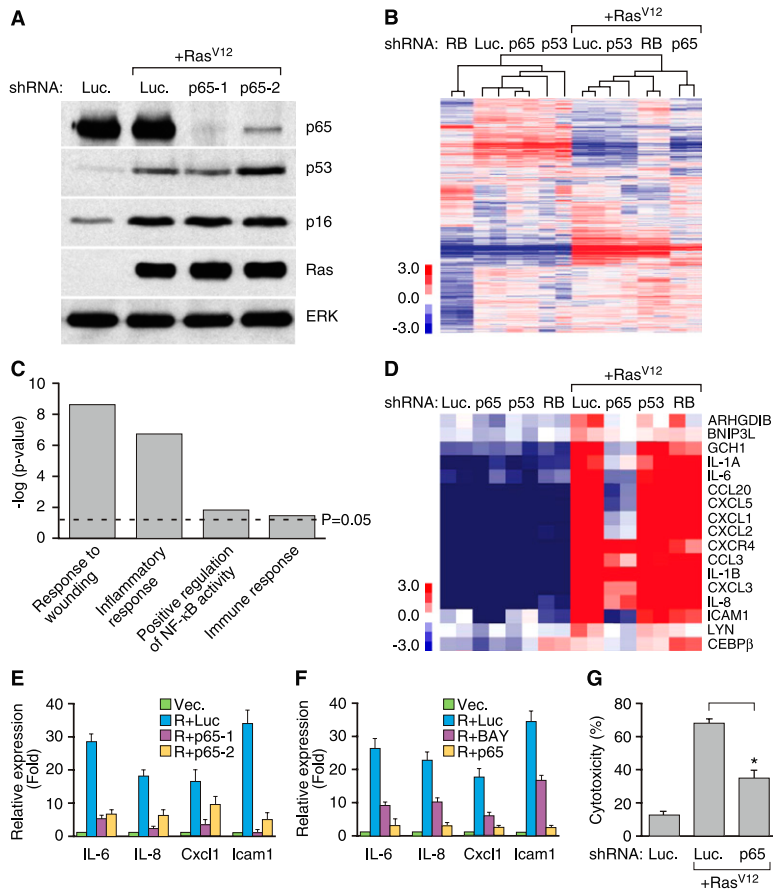 A
+RasV12
shRNA: Luc. Luc. p65-1 p65-2
p65
p53
p16
Ras
ERK
B
+RasV12
shRNA: RB Luc. p65 p53 Luc. p53 RB p65
3.0
0.0
-3.0
C
-log (p-value)
10
8
6
4
2
0
P=0.05
Response to
wounding
Inflammatory
response
Positive regulation
of NF-κB activity
Immune response
D
+RasV12
shRNA: Luc. p65 p53 RB Luc. p65 p53 RB
ARHGDIB
BNIP3L
GCH1
IL-1A
IL-6
CCL20
CXCL5
CXCL1
CXCL2
CXCR4
CCL3
IL-1B
CXCL3
IL-8
ICAM1
LYN
CEBPβ
3.0
0.0
-3.0
E
Relative expression
(Fold)
40
30
20
10
0
Vec.
R+Luc
R+p65-1
R+p65-2
IL-6 IL-8 Cxcl1 Icam1
F
Relative expression
(Fold)
40
30
20
10
0
Vec.
R+Luc
R+BAY
R+p65
IL-6 IL-8 Cxcl1 Icam1
G
Cytotoxicity (%)
80
60
40
20
0
*
shRNA: Luc. Luc. p65
+RasV12